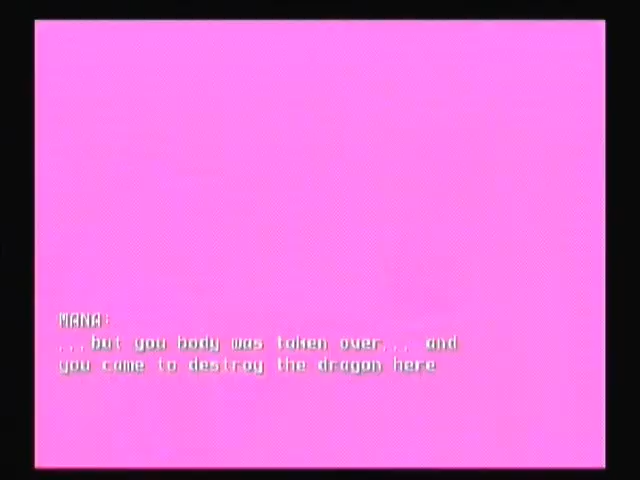 MANA:
...but you body was taken over... and
you came to destroy the dragon here